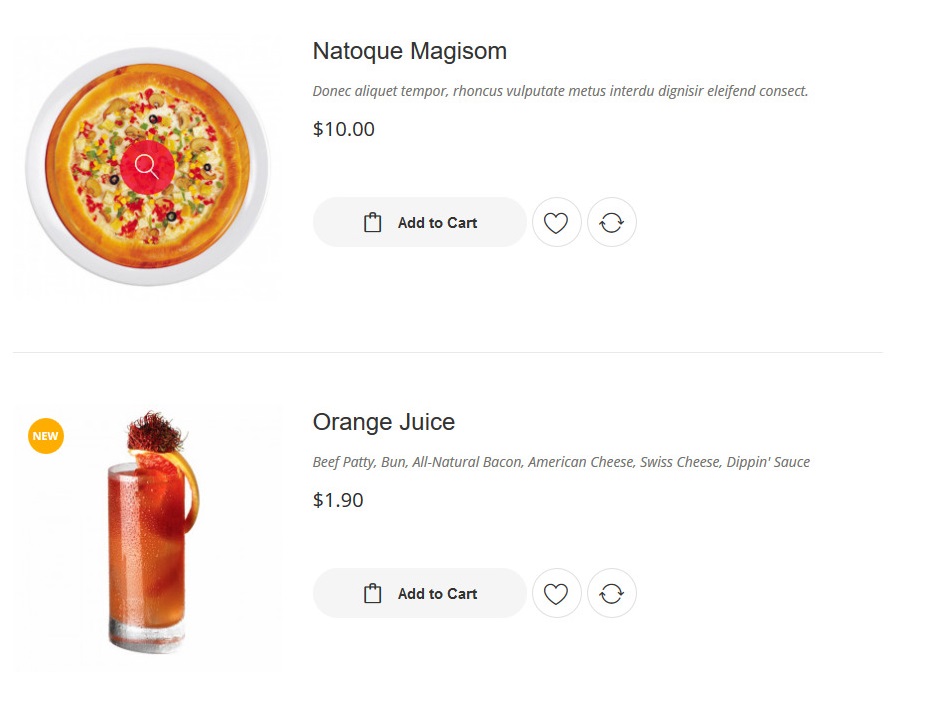 Natoque Magisom
Donec aliquet tempor, rhoncus vulputate metus interdu dignisir eleifend consect.
$10.00
Add to Cart
NEW
Orange Juice
Beef Patty, Bun, All-Natural Bacon, American Cheese, Swiss Cheese, Dippin' Sauce
$1.90
Add to Cart